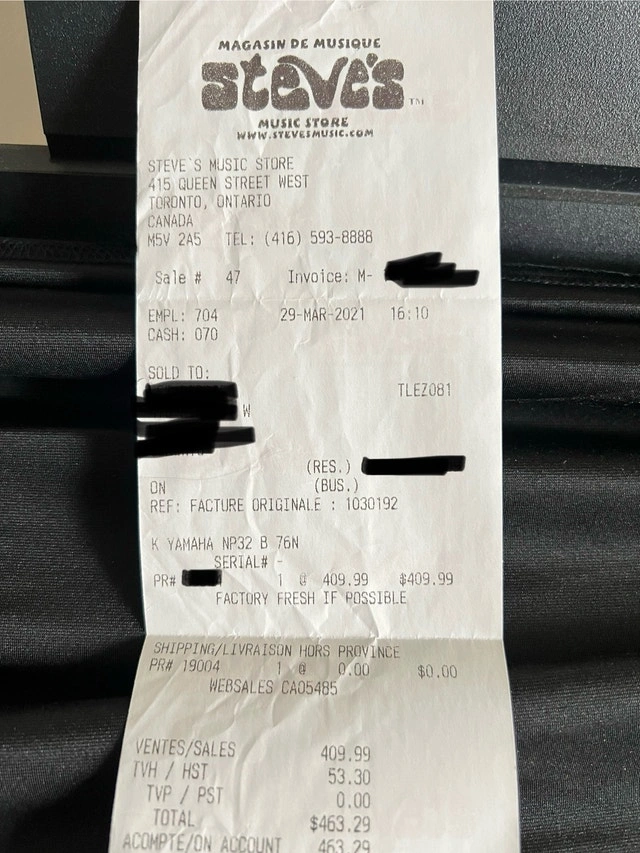 MAGASIN DE MUSIQUE
steve's TM
MUSIC STORE
WWW.STEVESMUSIC.COM
STEVE'S MUSIC STORE
415 QUEEN STREET WEST
TORONTO, ONTARIO
CANADA
M5V 2A5 TEL: (416) 593-8888
Sale # 47 Invoice: M-
EMPL: 704 29-MAR-2021 16:10
CASH: 070
SOLD TO:
TLEZ081
W
(RES.)
ON (BUS.)
REF: FACTURE ORIGINALE : 1030192
K YAMAHA NP32 B 76N
SERIAL# -
PR# 1 @ 409.99 $409.99
FACTORY FRESH IF POSSIBLE
SHIPPING/LIVRAISON HORS PROVINCE
PR# 19004 1 @ 0.00 $0.00
WEBSALES CA05485
VENTES/SALES 409.99
TVH / HST 53.30
TVP / PST 0.00
TOTAL $463.29
ACOMPTE/ON ACCOUNT 463.29